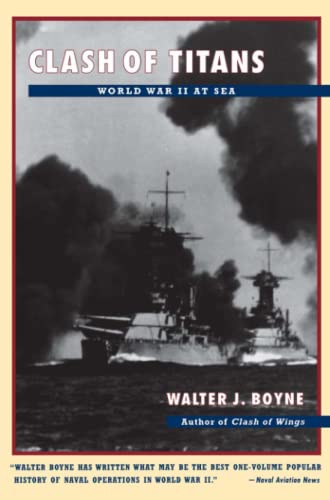 CLASH OF TITANS
WORLD WAR II AT SEA
WALTER J. BOYNE
Author of Clash of Wings
"WALTER BOYNE HAS WRITTEN WHAT MAY BE THE BEST ONE-VOLUME POPULAR
HISTORY OF NAVAL OPERATIONS IN WORLD WAR II." —Naval Aviation News